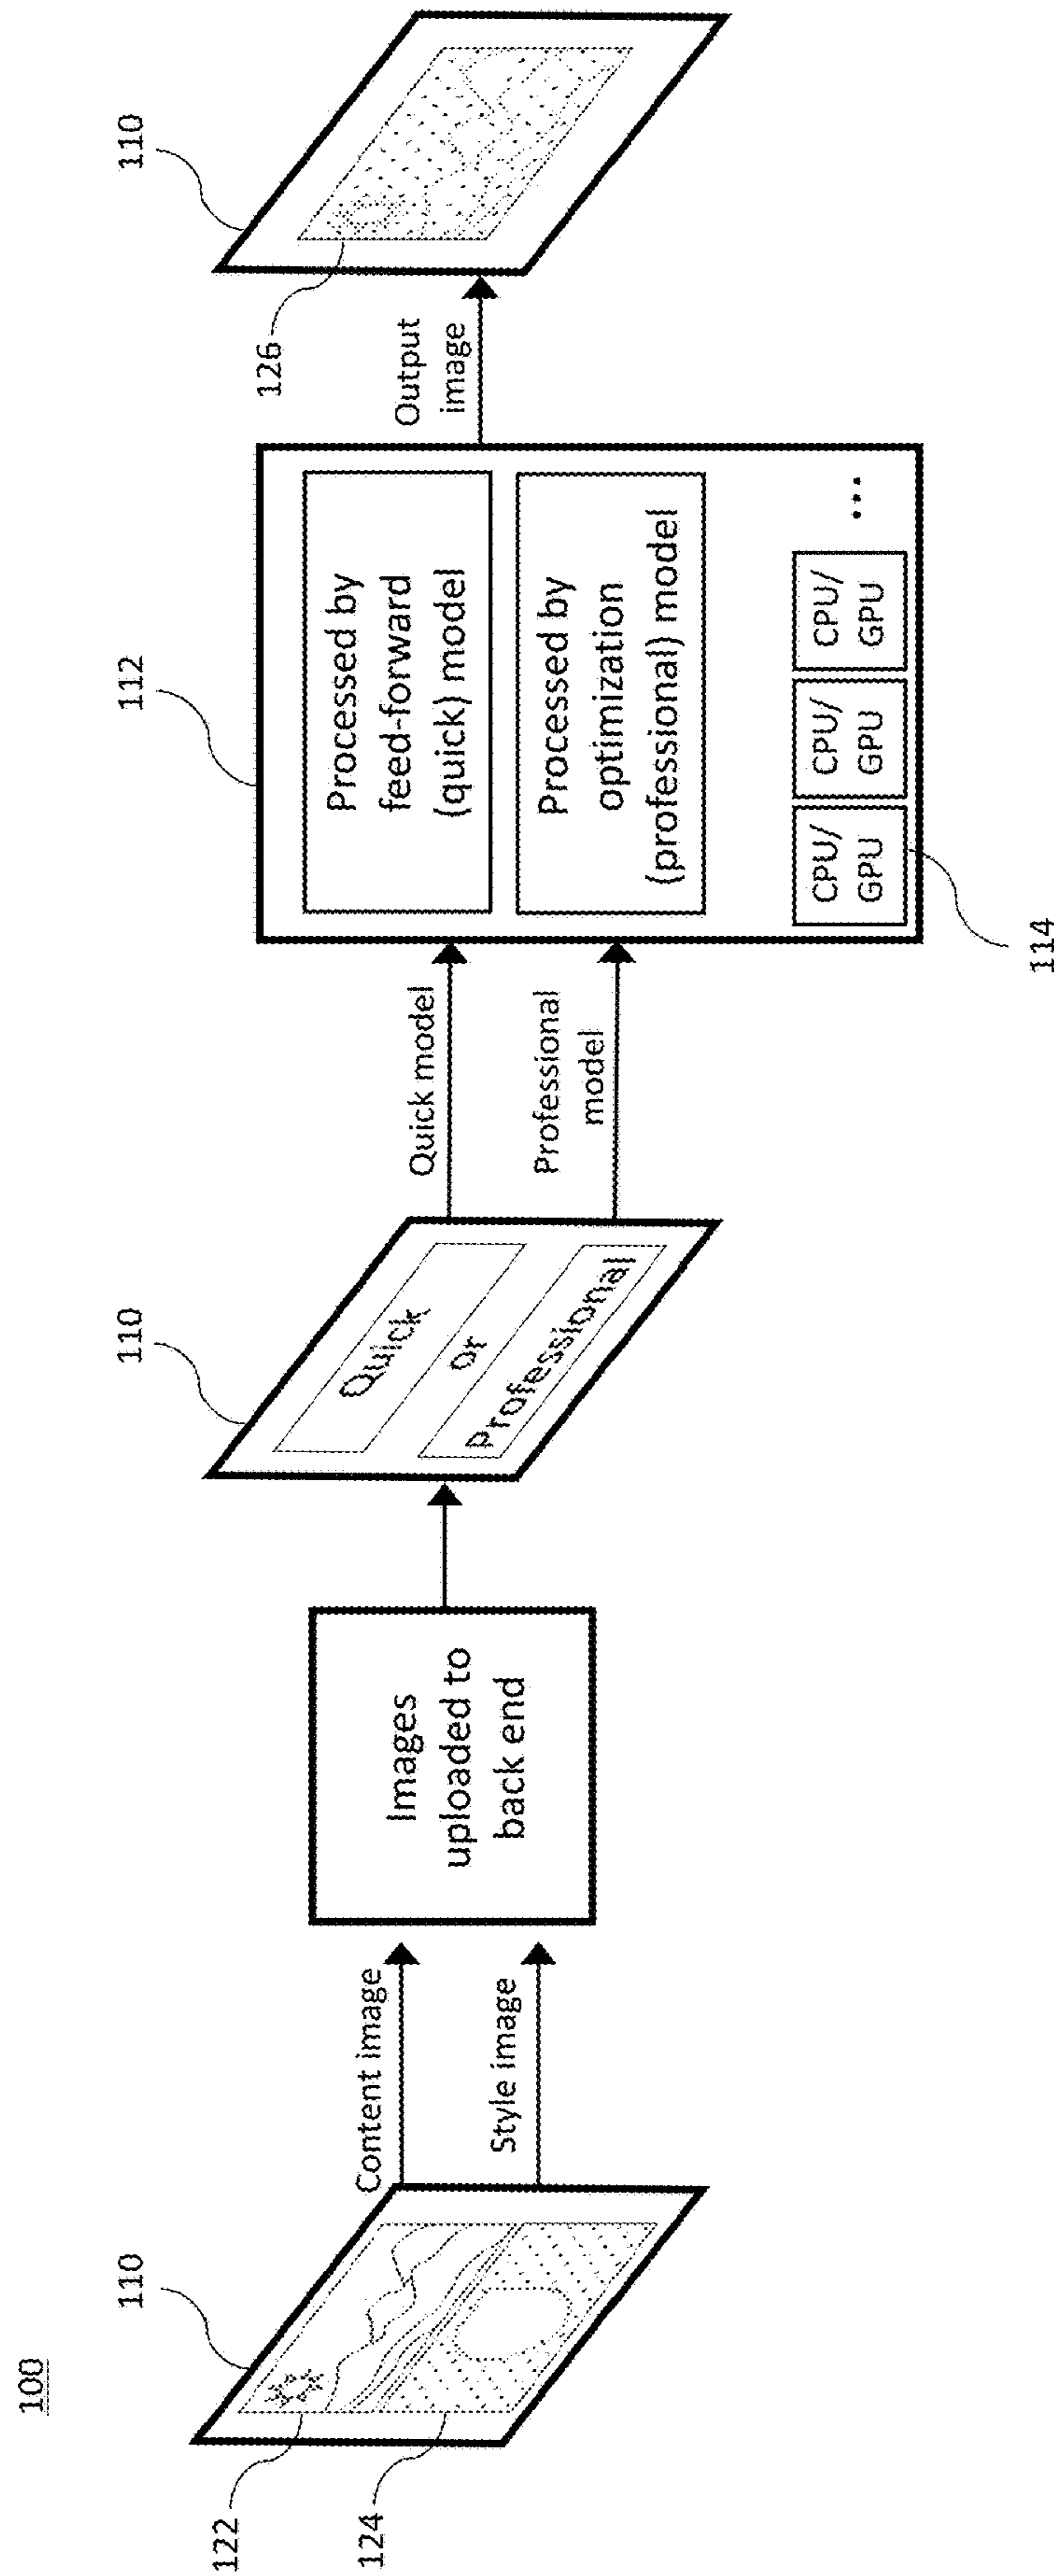 100
110
122
124
Content image
Style image
Images
uploaded to
back end
110
Quick
or
Professional
Quick model
Professional
model
112
Processed by
feed-forward
(quick) model
Processed by
optimization
(professional) model
CPU/
GPU
CPU/
GPU
CPU/
GPU
...
114
Output
image
110
126